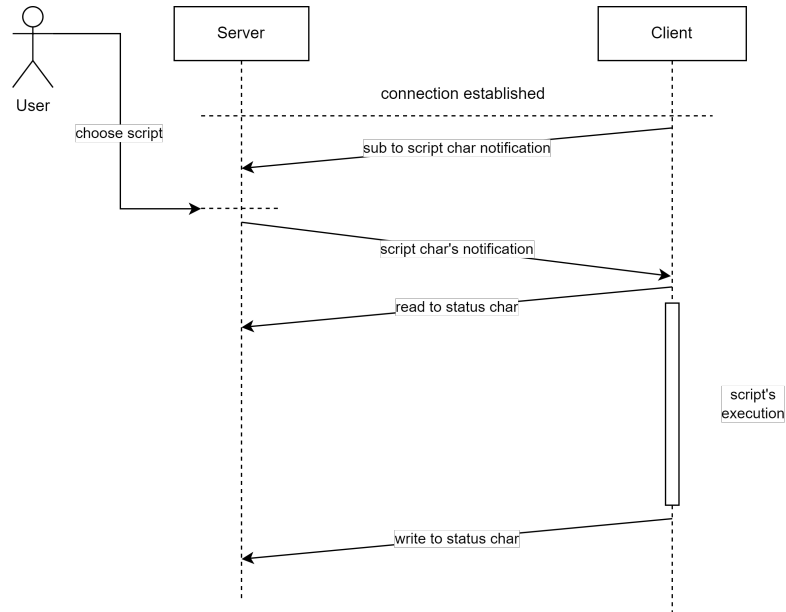 Server
Client
User
connection established
choose script
sub to script char notification
script char's notification
read to status char
script's
execution
write to status char